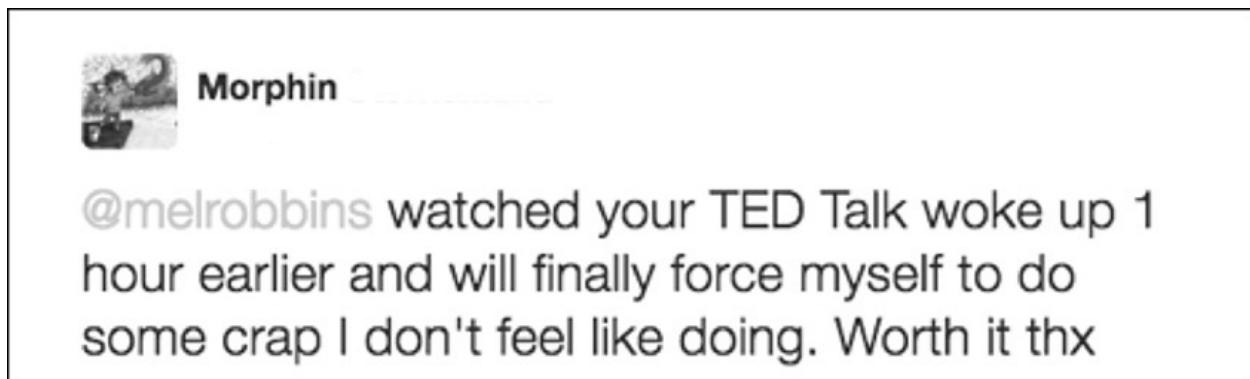 Morphin
@melrobbins watched your TED Talk woke up 1
hour earlier and will finally force myself to do
some crap I don't feel like doing. Worth it thx